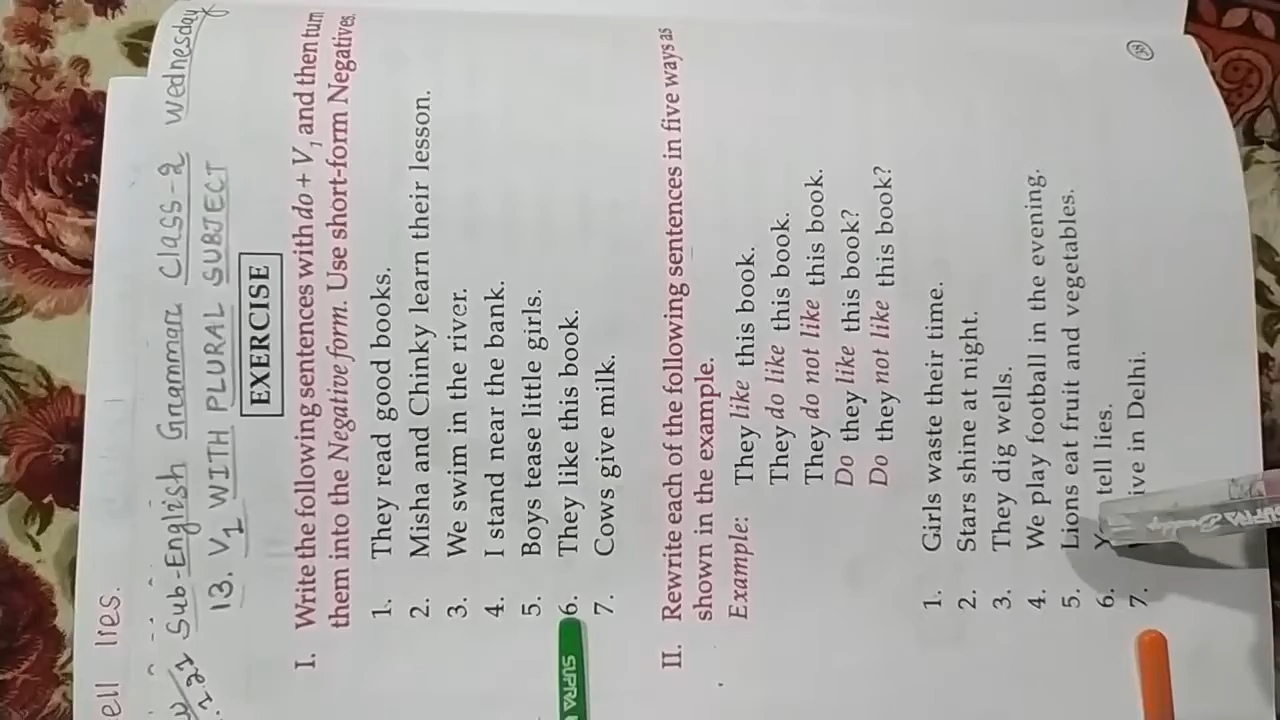 ell lies.
Sub-English Grammar Class-2 Wednesday
13. V1 WITH PLURAL SUBJECT
EXERCISE
I. Write the following sentences with do + V1 and then turn
them into the Negative form. Use short-form Negatives.
1. They read good books.
2. Misha and Chinky learn their lesson.
3. We swim in the river.
4. I stand near the bank.
5. Boys tease little girls.
6. They like this book.
7. Cows give milk.
II. Rewrite each of the following sentences in five ways as
shown in the example.
Example: They like this book.
They do like this book.
They do not like this book.
Do they like this book?
Do they not like this book?
1. Girls waste their time.
2. Stars shine at night.
3. They dig wells.
4. We play football in the evening.
5. Lions eat fruit and vegetables.
6. Y tell lies.
7. ive in Delhi.
38
SUPRA